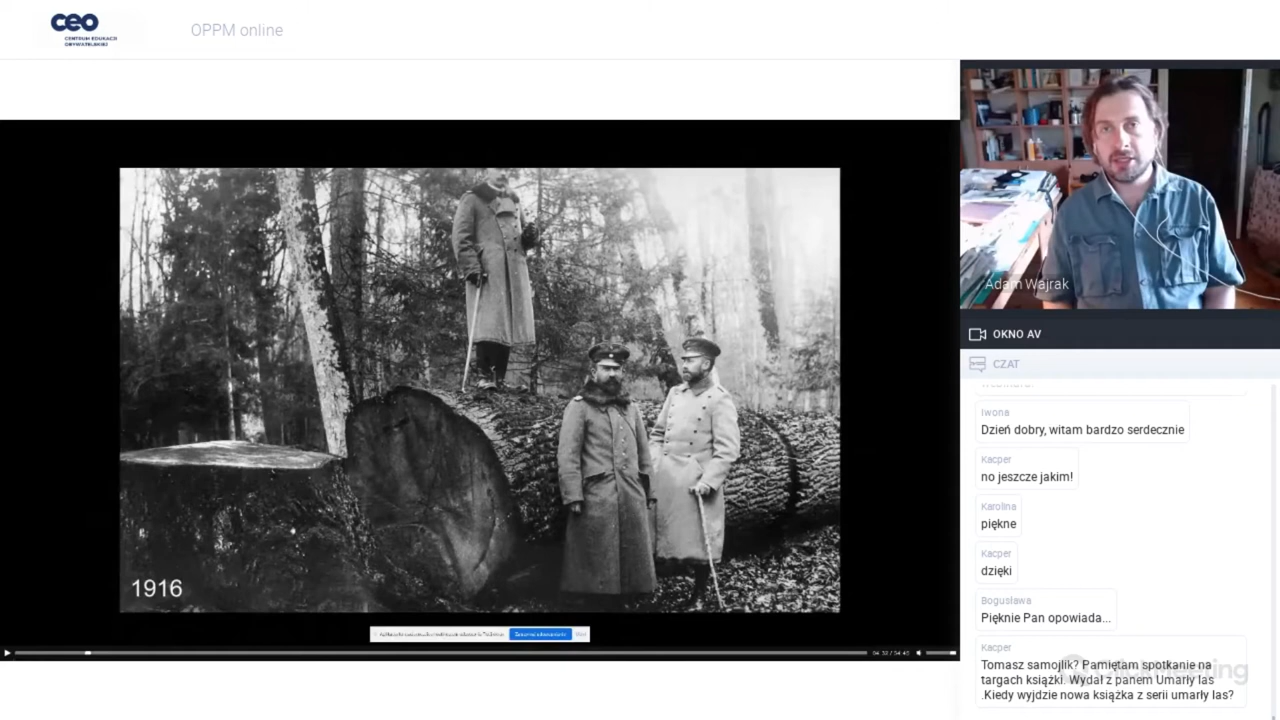 ceo
CENTRUM EDUKACJI
OBYWATELSKIEJ
OPPM online
1916
Adam Wajrak
OKNO AV
CZAT
Iwona
Dzień dobry, witam bardzo serdecznie
Kacper
no jeszcze jakim!
Karolina
piękne
Kacper
dzięki
Bogusława
Pięknie Pan opowiada...
Kacper
Tomasz samojlik? Pamiętam spotkanie na
targach książki. Wydał z panem Umarły las
.Kiedy wyjdzie nowa książka z serii umarły las?
ClickMeeting